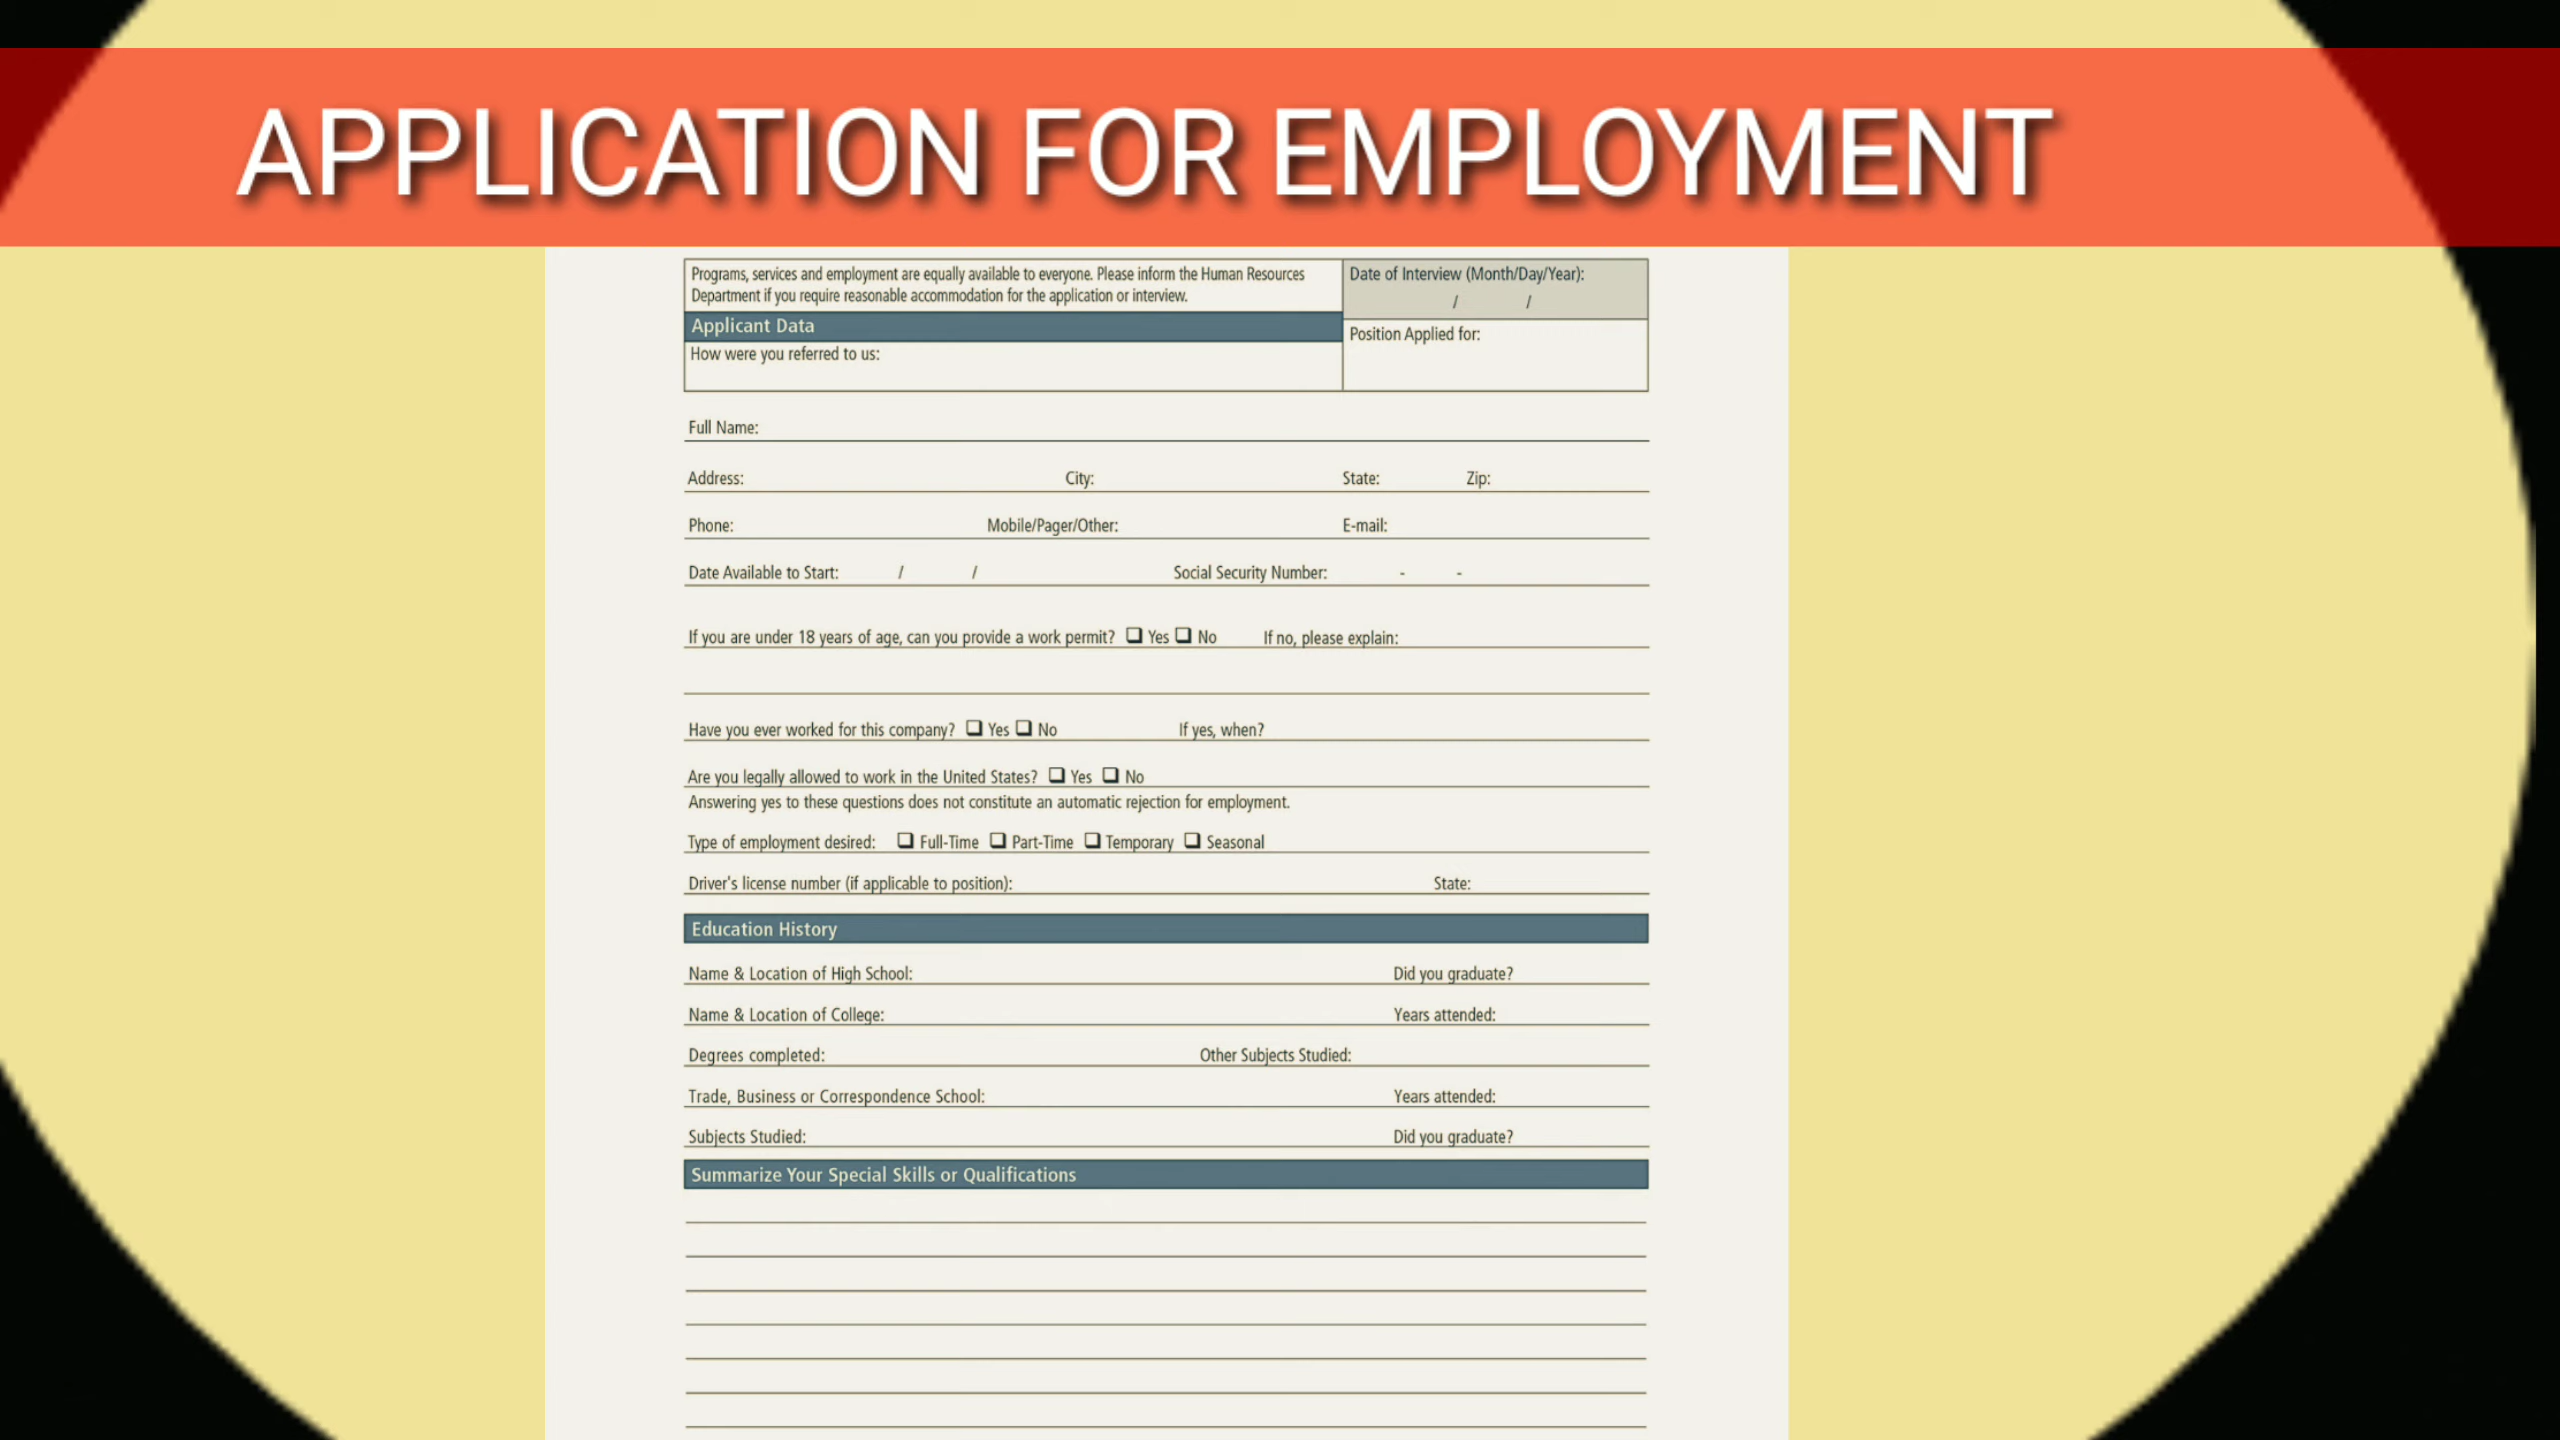 APPLICATION FOR EMPLOYMENT
Programs, services and employment are equally available to everyone. Please inform the Human Resources
Department if you require reasonable accommodation for the application or interview.
Date of Interview (Month/Day/Year):
/ /
Applicant Data
Position Applied for:
How were you referred to us:
Full Name:
Address: City: State: Zip:
Phone: Mobile/Pager/Other: E-mail:
Date Available to Start: / / Social Security Number: - -
If you are under 18 years of age, can you provide a work permit? ❑ Yes ❑ No If no, please explain:
Have you ever worked for this company? ❑ Yes ❑ No If yes, when?
Are you legally allowed to work in the United States? ❑ Yes ❑ No
Answering yes to these questions does not constitute an automatic rejection for employment.
Type of employment desired: ❑ Full-Time ❑ Part-Time ❑ Temporary ❑ Seasonal
Driver's license number (if applicable to position): State:
Education History
Name & Location of High School: Did you graduate?
Name & Location of College: Years attended:
Degrees completed: Other Subjects Studied:
Trade, Business or Correspondence School: Years attended:
Subjects Studied: Did you graduate?
Summarize Your Special Skills or Qualifications